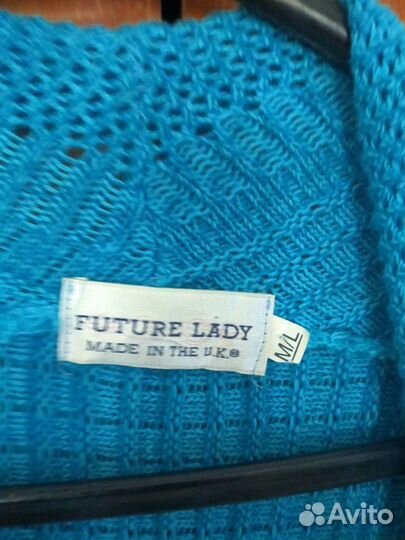 FUTURE LADY
MADE IN THE U.K.®
M/L
Avito